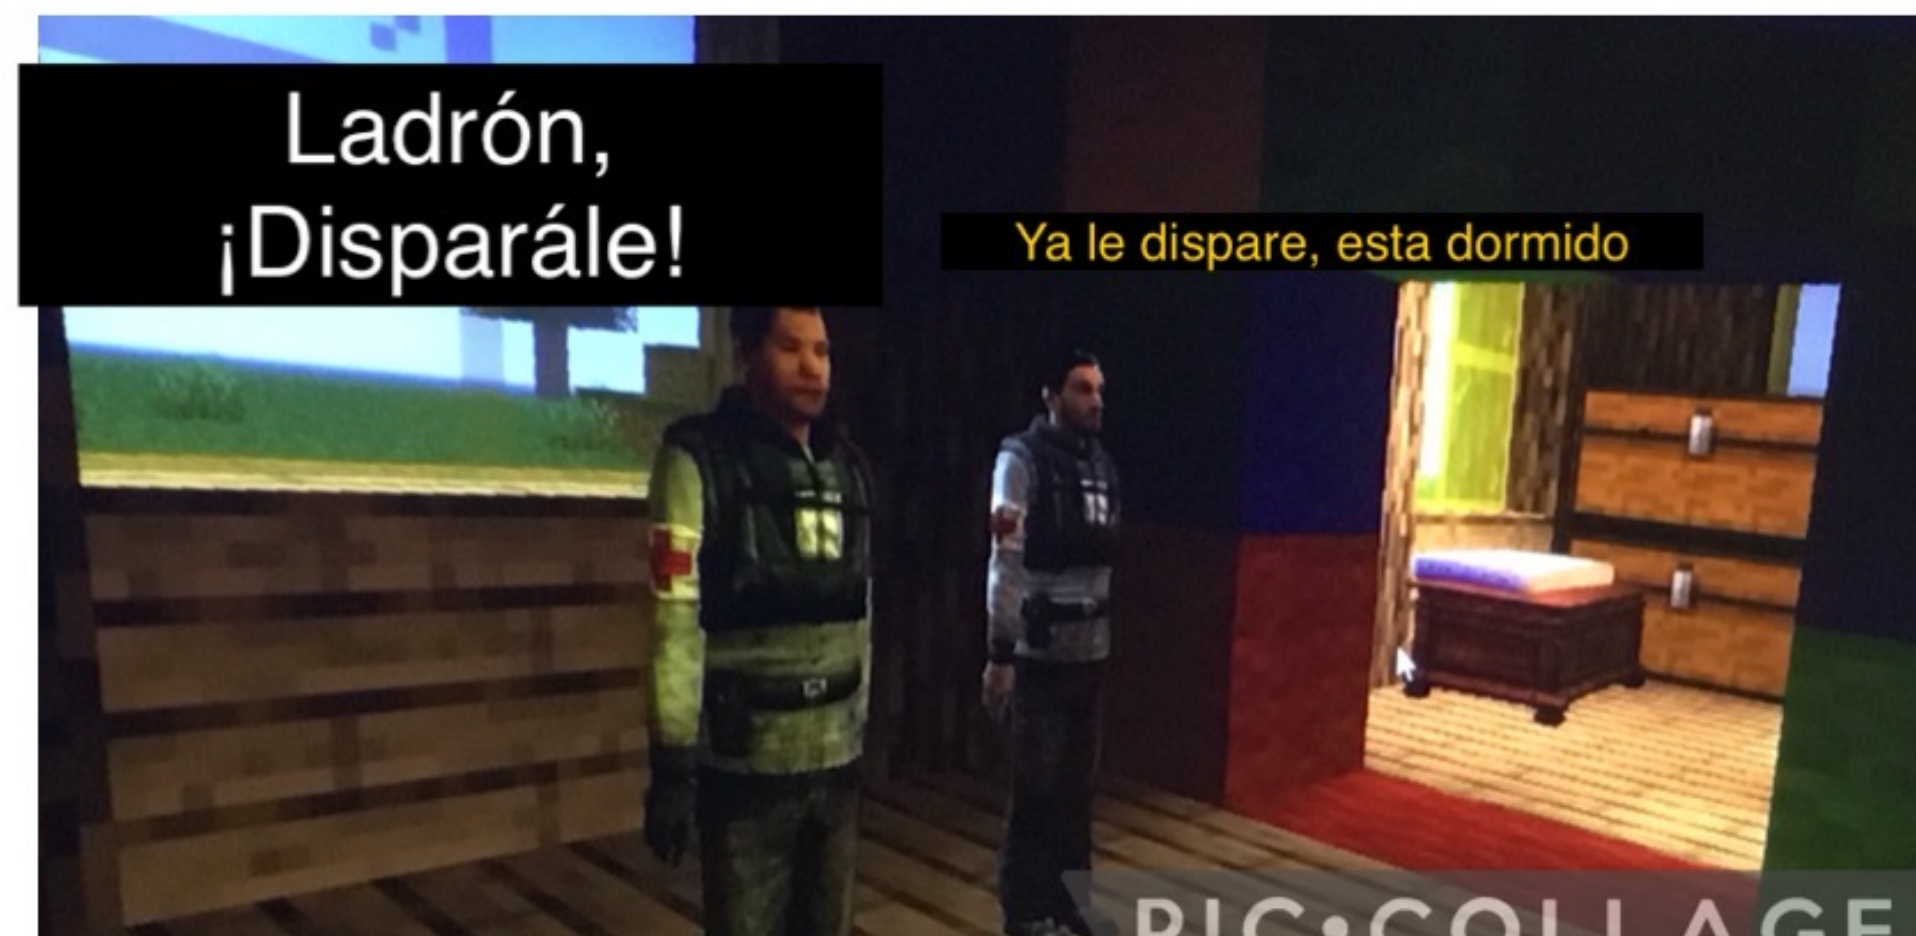 Ladrón,
¡Disparále!
Ya le dispare, esta dormido
PIC•COLLAGE